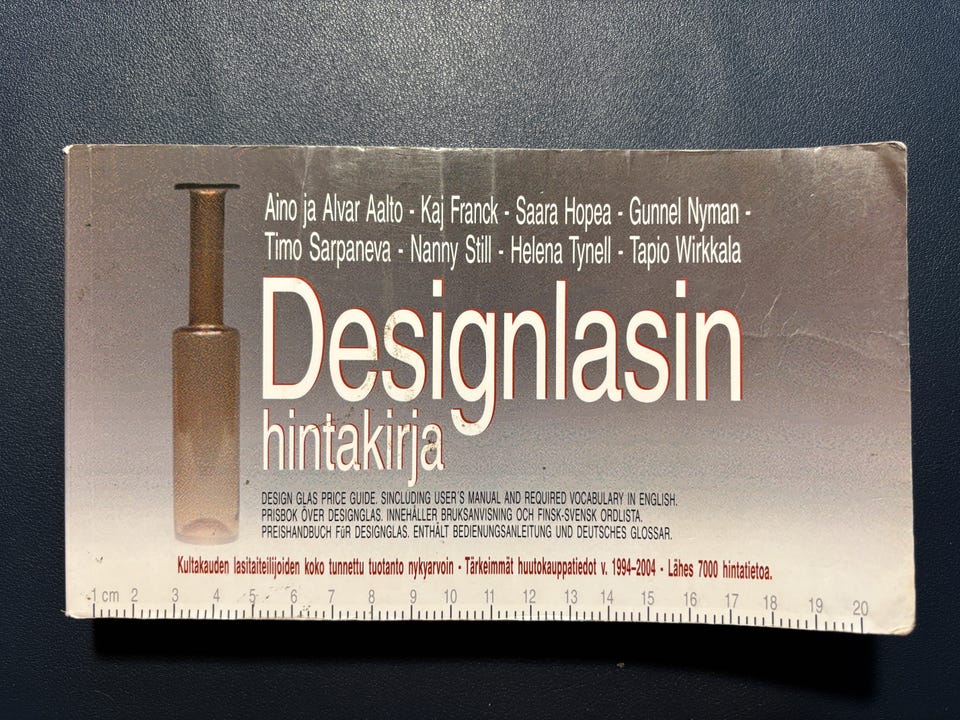 Aino ja Alvar Aalto - Kaj Franck - Saara Hopea - Gunnel Nyman -
Timo Sarpaneva - Nanny Still - Helena Tynell - Tapio Wirkkala
Designlasin
hintakirja
DESIGN GLAS PRICE GUIDE. SINCLUDING USER´S MANUAL AND REQUIRED VOCABULARY IN ENGLISH.
PRISBOK ÖVER DESIGNGLAS. INNEHÅLLER BRUKSANVISNING OCH FINSK-SVENSK ORDLISTA.
PREISHANDBUCH FüR DESIGNGLAS. ENTHÄLT BEDIENUNGSANLEITUNG UND DEUTSCHES GLOSSAR.
Kultakauden lasitaiteilijoiden koko tunnettu tuotanto nykyarvoin - Tärkeimmät huutokauppatiedot v. 1994-2004 - Lähes 7000 hintatietoa.
1 cm 2 3 4 5 6 7 8 9 10 11 12 13 14 15 16 17 18 19 20